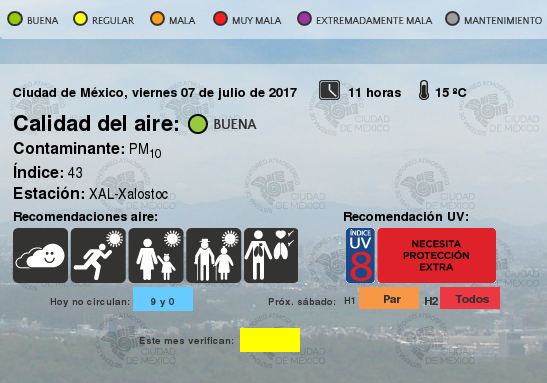 BUENA REGULAR MALA MUY MALA EXTREMADAMENTE MALA MANTENIMIENTO
Ciudad de México, viernes 07 de julio de 2017 11 horas 15 ºC
Calidad del aire: BUENA
Contaminante: PM10
Índice: 43
Estación: XAL-Xalostoc
Recomendaciones aire: Recomendación UV:
ÍNDICE
UV
8
NECESITA
PROTECCIÓN
EXTRA
Hoy no circulan: 9 y 0 Próx. sábado: H1 Par H2 Todos
Este mes verifican:
CIUDAD
DE MÉXICO